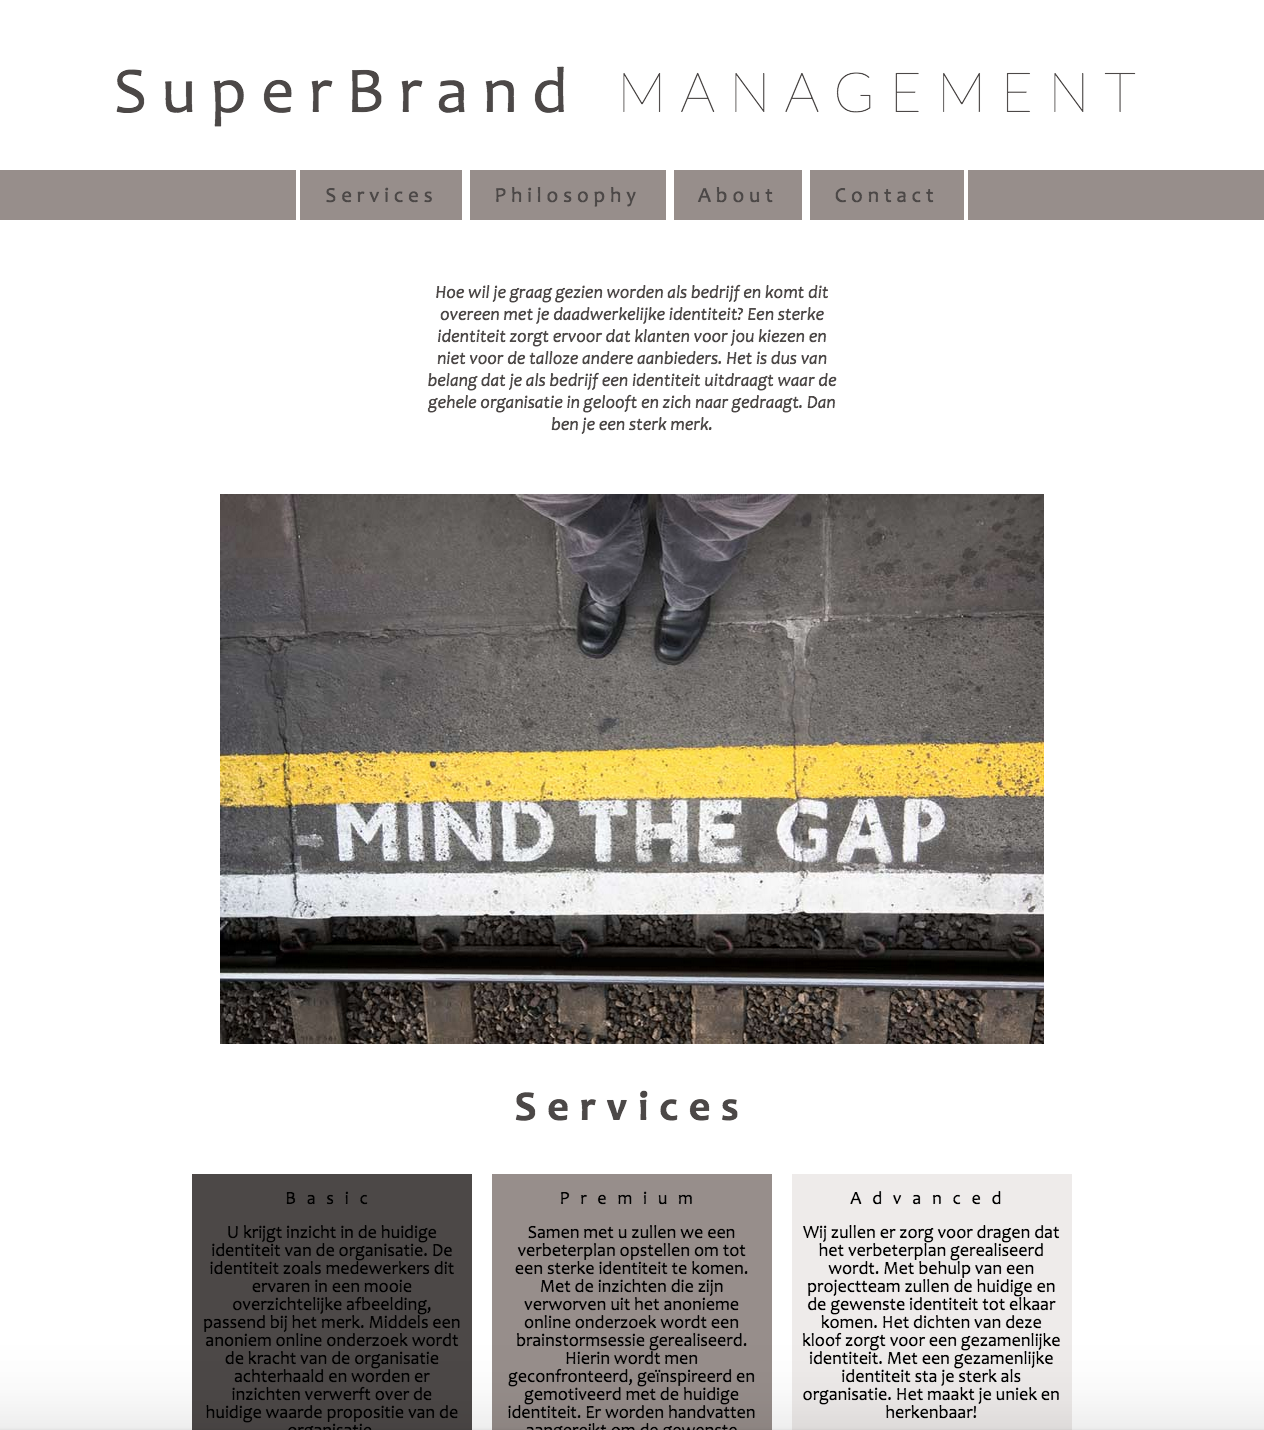 SuperBrand MANAGEMENT
Services Philosophy About Contact
Hoe wil je graag gezien worden als bedrijf en komt dit
overeen met je daadwerkelijke identiteit? Een sterke
identiteit zorgt ervoor dat klanten voor jou kiezen en
niet voor de talloze andere aanbieders. Het is dus van
belang dat je als bedrijf een identiteit uitdraagt waar de
gehele organisatie in gelooft en zich naar gedraagt. Dan
ben je een sterk merk.
MIND THE GAP
Services
Basic
U krijgt inzicht in de huidige
identiteit van de organisatie. De
identiteit zoals medewerkers dit
ervaren in een mooie
overzichtelijke afbeelding,
passend bij het merk. Middels een
anoniem online onderzoek wordt
de kracht van de organisatie
achterhaald en worden er
inzichten verwerft over de
huidige waarde propositie van de
organisatie.
Premium
Samen met u zullen we een
verbeterplan opstellen om tot
een sterke identiteit te komen.
Met de inzichten die zijn
verworven uit het anonieme
online onderzoek wordt een
brainstormsessie gerealiseerd.
Hierin wordt men
geconfronteerd, geïnspireerd en
gemotiveerd met de huidige
identiteit. Er worden handvatten
aangereikt om de gewenste
Advanced
Wij zullen er zorg voor dragen dat
het verbeterplan gerealiseerd
wordt. Met behulp van een
projectteam zullen de huidige en
de gewenste identiteit tot elkaar
komen. Het dichten van deze
kloof zorgt voor een gezamenlijke
identiteit. Met een gezamenlijke
identiteit sta je sterk als
organisatie. Het maakt je uniek en
herkenbaar!